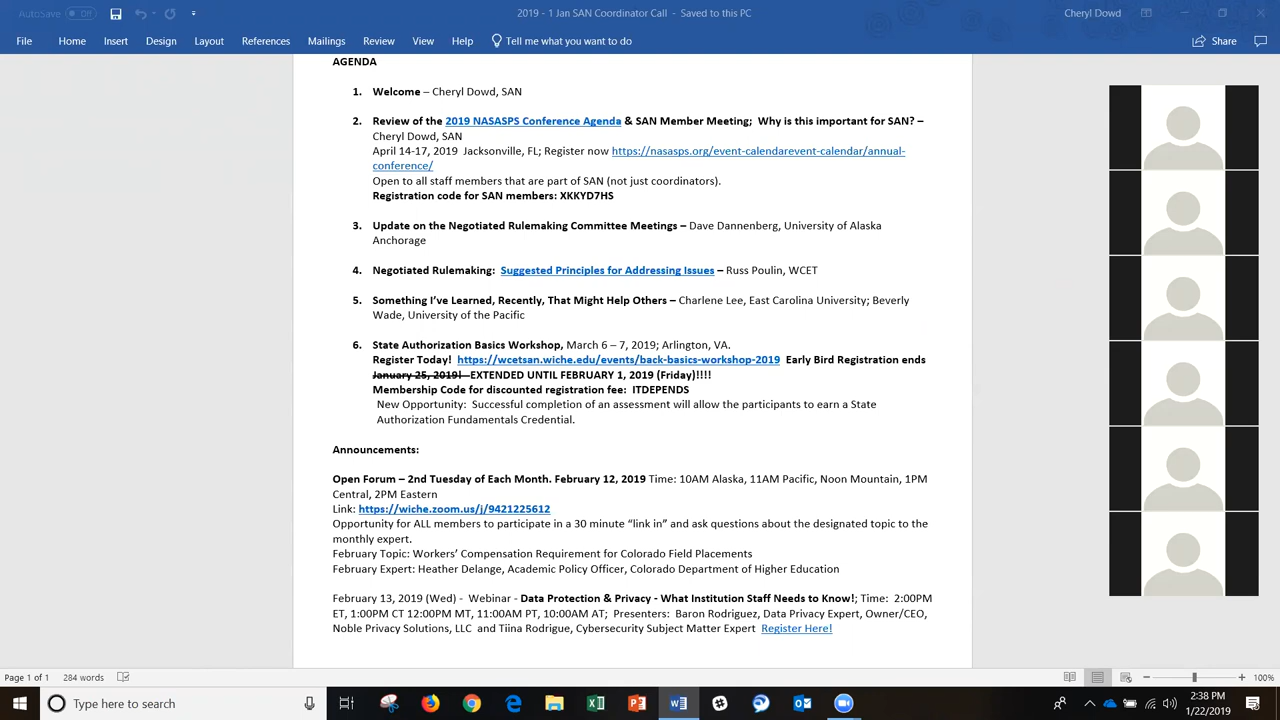 AutoSave Off
2019 - 1 Jan SAN Coordinator Call - Saved to this PC
Cheryl Dowd
File Home Insert Design Layout References Mailings Review View Help Tell me what you want to do Share
AGENDA
1. Welcome – Cheryl Dowd, SAN
2. Review of the 2019 NASASPS Conference Agenda & SAN Member Meeting; Why is this important for SAN? –
Cheryl Dowd, SAN
April 14-17, 2019 Jacksonville, FL; Register now https://nasasps.org/event-calendarevent-calendar/annual-
conference/
Open to all staff members that are part of SAN (not just coordinators).
Registration code for SAN members: XKKYD7HS
3. Update on the Negotiated Rulemaking Committee Meetings – Dave Dannenberg, University of Alaska
Anchorage
4. Negotiated Rulemaking: Suggested Principles for Addressing Issues – Russ Poulin, WCET
5. Something I’ve Learned, Recently, That Might Help Others – Charlene Lee, East Carolina University; Beverly
Wade, University of the Pacific
6. State Authorization Basics Workshop, March 6 – 7, 2019; Arlington, VA.
Register Today! https://wcetsan.wiche.edu/events/back-basics-workshop-2019 Early Bird Registration ends
January 25, 2019! EXTENDED UNTIL FEBRUARY 1, 2019 (Friday)!!!!
Membership Code for discounted registration fee: ITDEPENDS
New Opportunity: Successful completion of an assessment will allow the participants to earn a State
Authorization Fundamentals Credential.
Announcements:
Open Forum – 2nd Tuesday of Each Month. February 12, 2019 Time: 10AM Alaska, 11AM Pacific, Noon Mountain, 1PM
Central, 2PM Eastern
Link: https://wiche.zoom.us/j/9421225612
Opportunity for ALL members to participate in a 30 minute “link in” and ask questions about the designated topic to the
monthly expert.
February Topic: Workers’ Compensation Requirement for Colorado Field Placements
February Expert: Heather Delange, Academic Policy Officer, Colorado Department of Higher Education
February 13, 2019 (Wed) - Webinar - Data Protection & Privacy - What Institution Staff Needs to Know!; Time: 2:00PM
ET, 1:00PM CT 12:00PM MT, 11:00AM PT, 10:00AM AT; Presenters: Baron Rodriguez, Data Privacy Expert, Owner/CEO,
Noble Privacy Solutions, LLC and Tiina Rodrigue, Cybersecurity Subject Matter Expert Register Here!
Page 1 of 1 284 words 100%
Type here to search
2:38 PM
1/22/2019